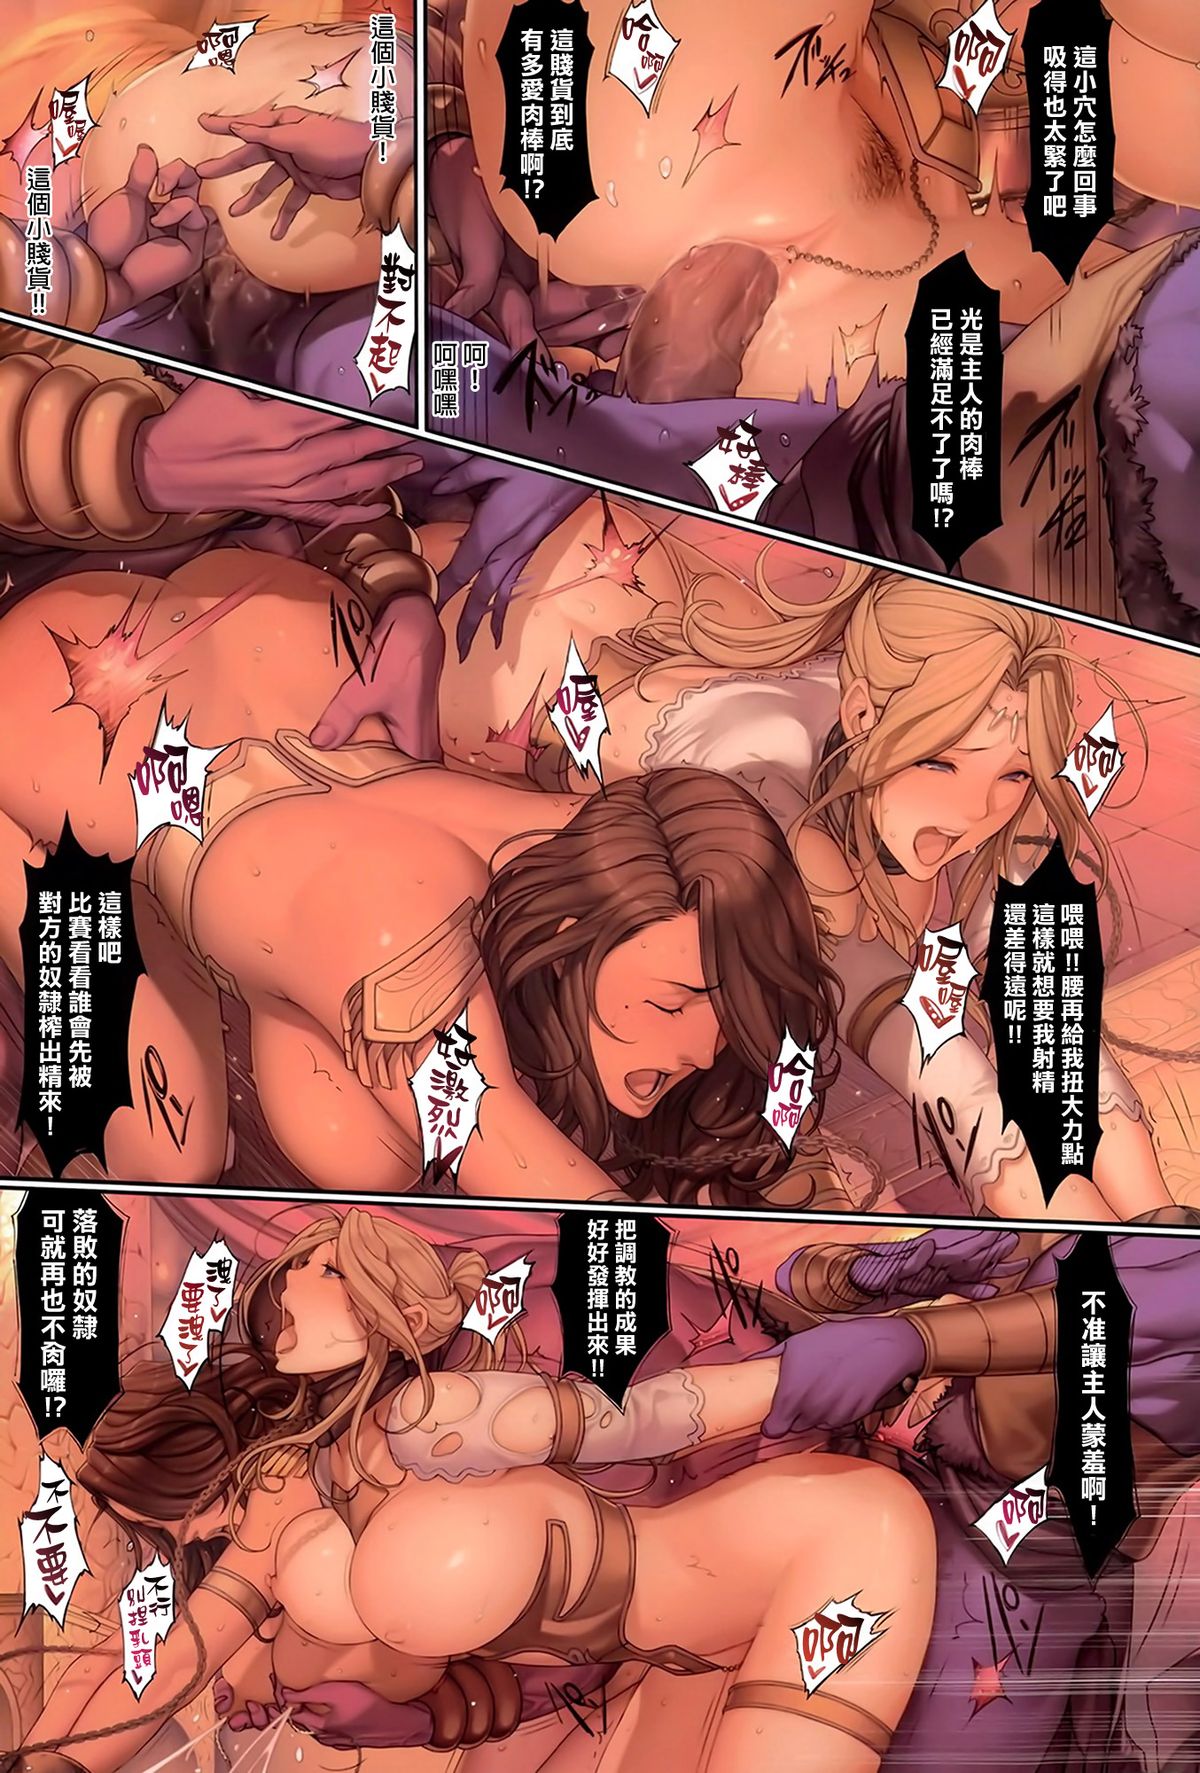 這小穴怎麼回事
吸得也太緊了吧
光是主人的肉棒
已經滿足不了了嗎!?
這賤貨到底
有多愛肉棒啊!?
好棒
呵！
呵嘿嘿
這個小賤貨！
這個小賤貨!!
對不起
喂喂!!腰再給我扭大力點
這樣就想要我射精
還差得遠呢!!
好激烈
這樣吧
比賽看看誰會先被
對方的奴隸榨出精來！
不准讓主人蒙羞啊！
把調教的成果
好好發揮出來!!
落敗的奴隸
可就再也不肏囉!?
洩了
要洩了
不
不要
不行
別捏乳頭